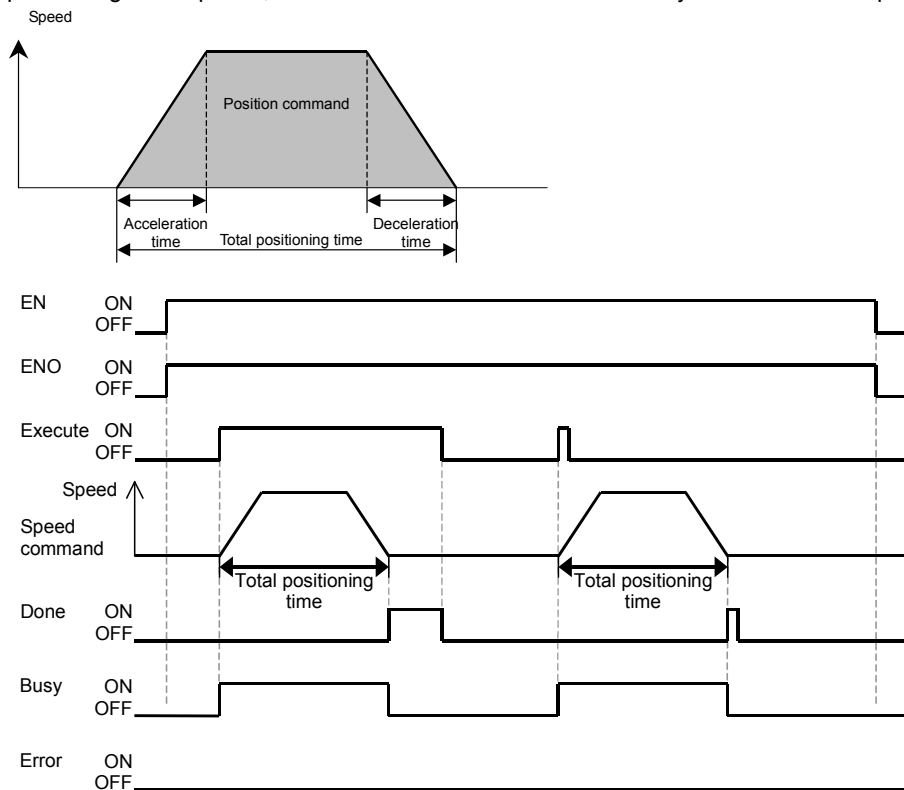 Speed
Position command
Acceleration
time
Total positioning time
Deceleration
time
EN ON
OFF
ENO ON
OFF
Execute ON
OFF
Speed
Speed
command
Total positioning
time
Total positioning
time
Done ON
OFF
Busy ON
OFF
Error ON
OFF